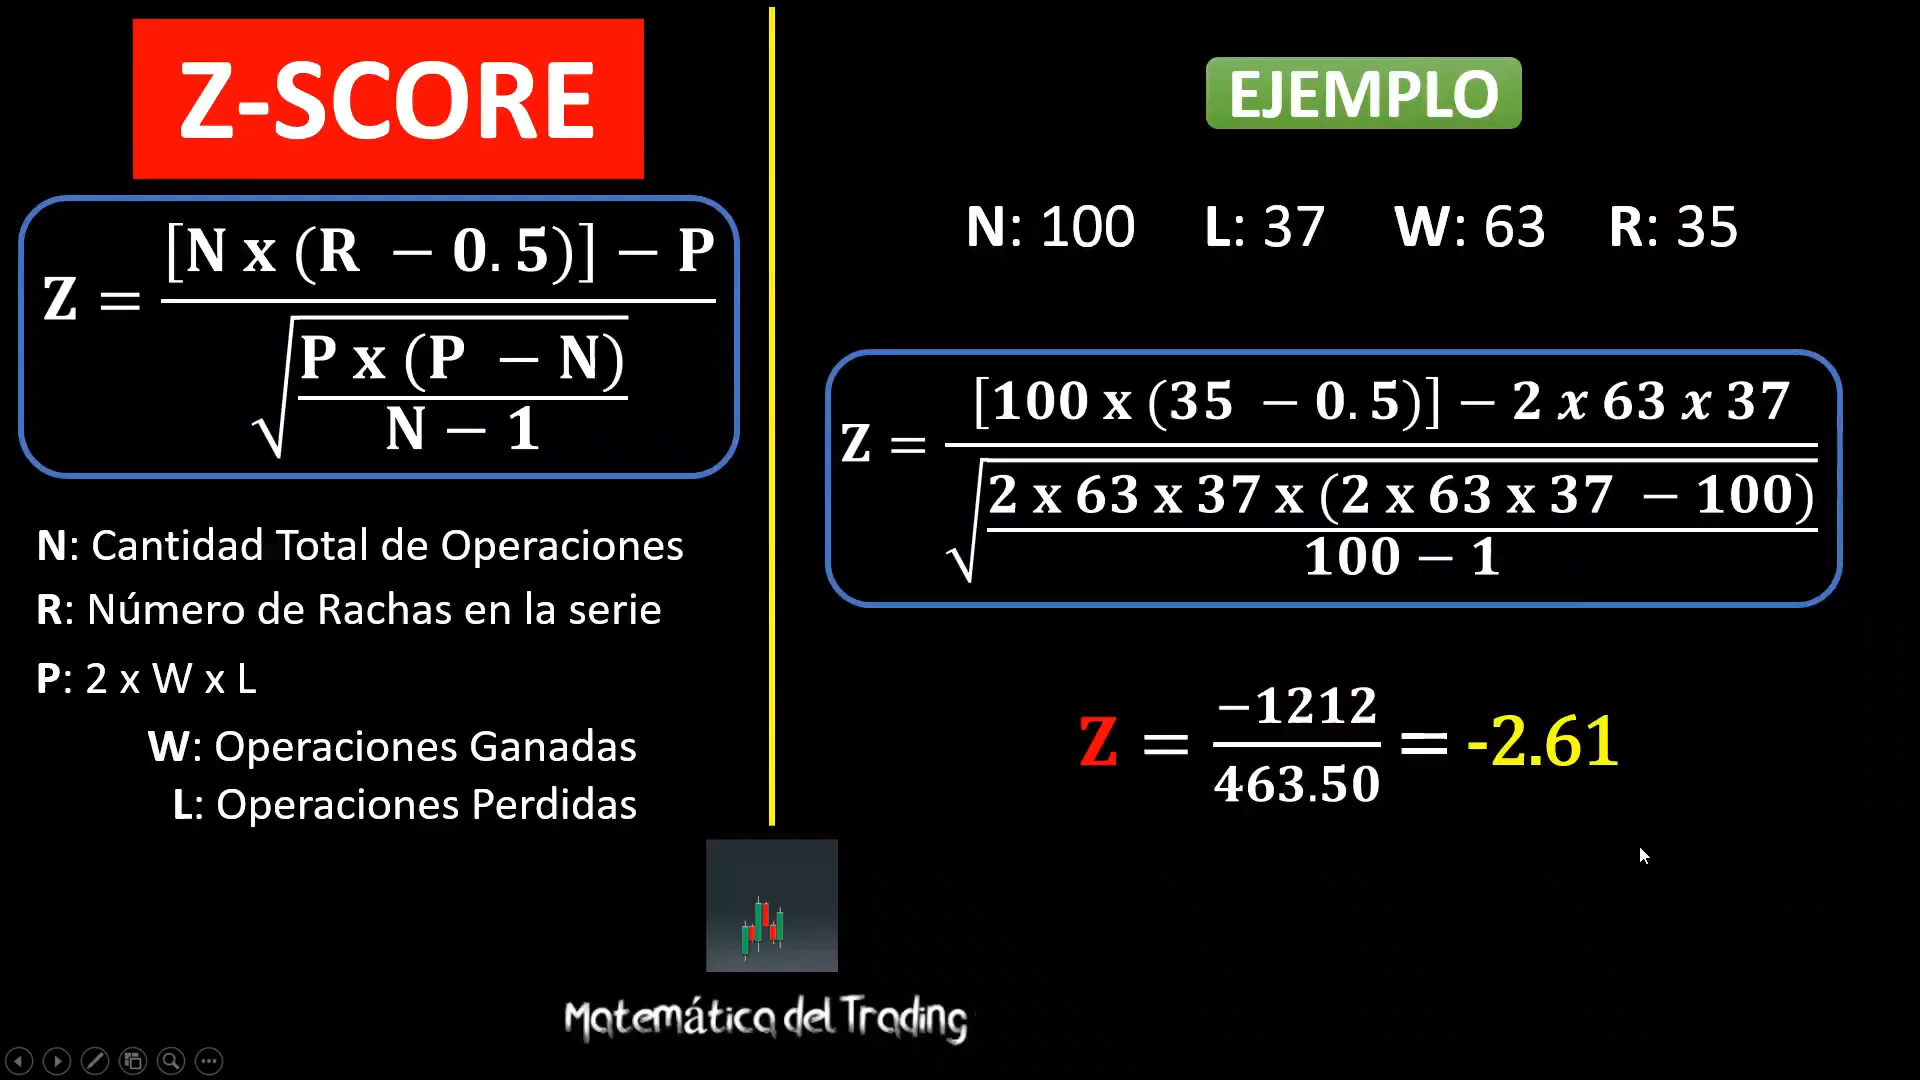 Z-SCORE
Z = [N x (R − 0.5)] − P
√ P x (P − N)
N − 1
N: Cantidad Total de Operaciones
R: Número de Rachas en la serie
P: 2 x W x L
W: Operaciones Ganadas
L: Operaciones Perdidas
EJEMPLO
N: 100 L: 37 W: 63 R: 35
Z = [100 x (35 − 0.5)] − 2 x 63 x 37
√ 2 x 63 x 37 x (2 x 63 x 37 − 100)
100 − 1
Z = −1212 = -2.61
463.50
Matemática del Trading